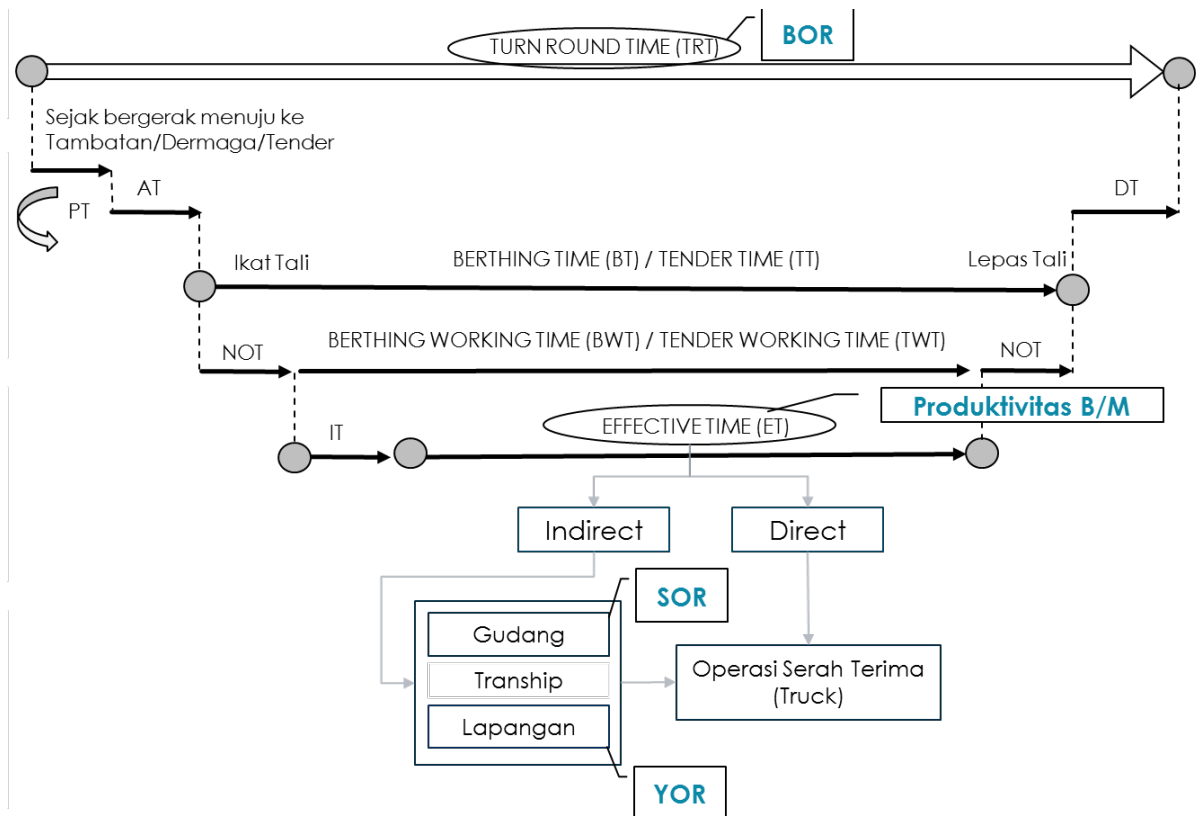 TURN ROUND TIME (TRT)
BOR
Sejak bergerak menuju ke
Tambatan/Dermaga/Tender
PT
AT
DT
Ikat Tali
BERTHING TIME (BT) / TENDER TIME (TT)
Lepas Tali
NOT
BERTHING WORKING TIME (BWT) / TENDER WORKING TIME (TWT)
NOT
Produktivitas B/M
IT
EFFECTIVE TIME (ET)
Indirect
Direct
SOR
Gudang
Tranship
Lapangan
Operasi Serah Terima
(Truck)
YOR